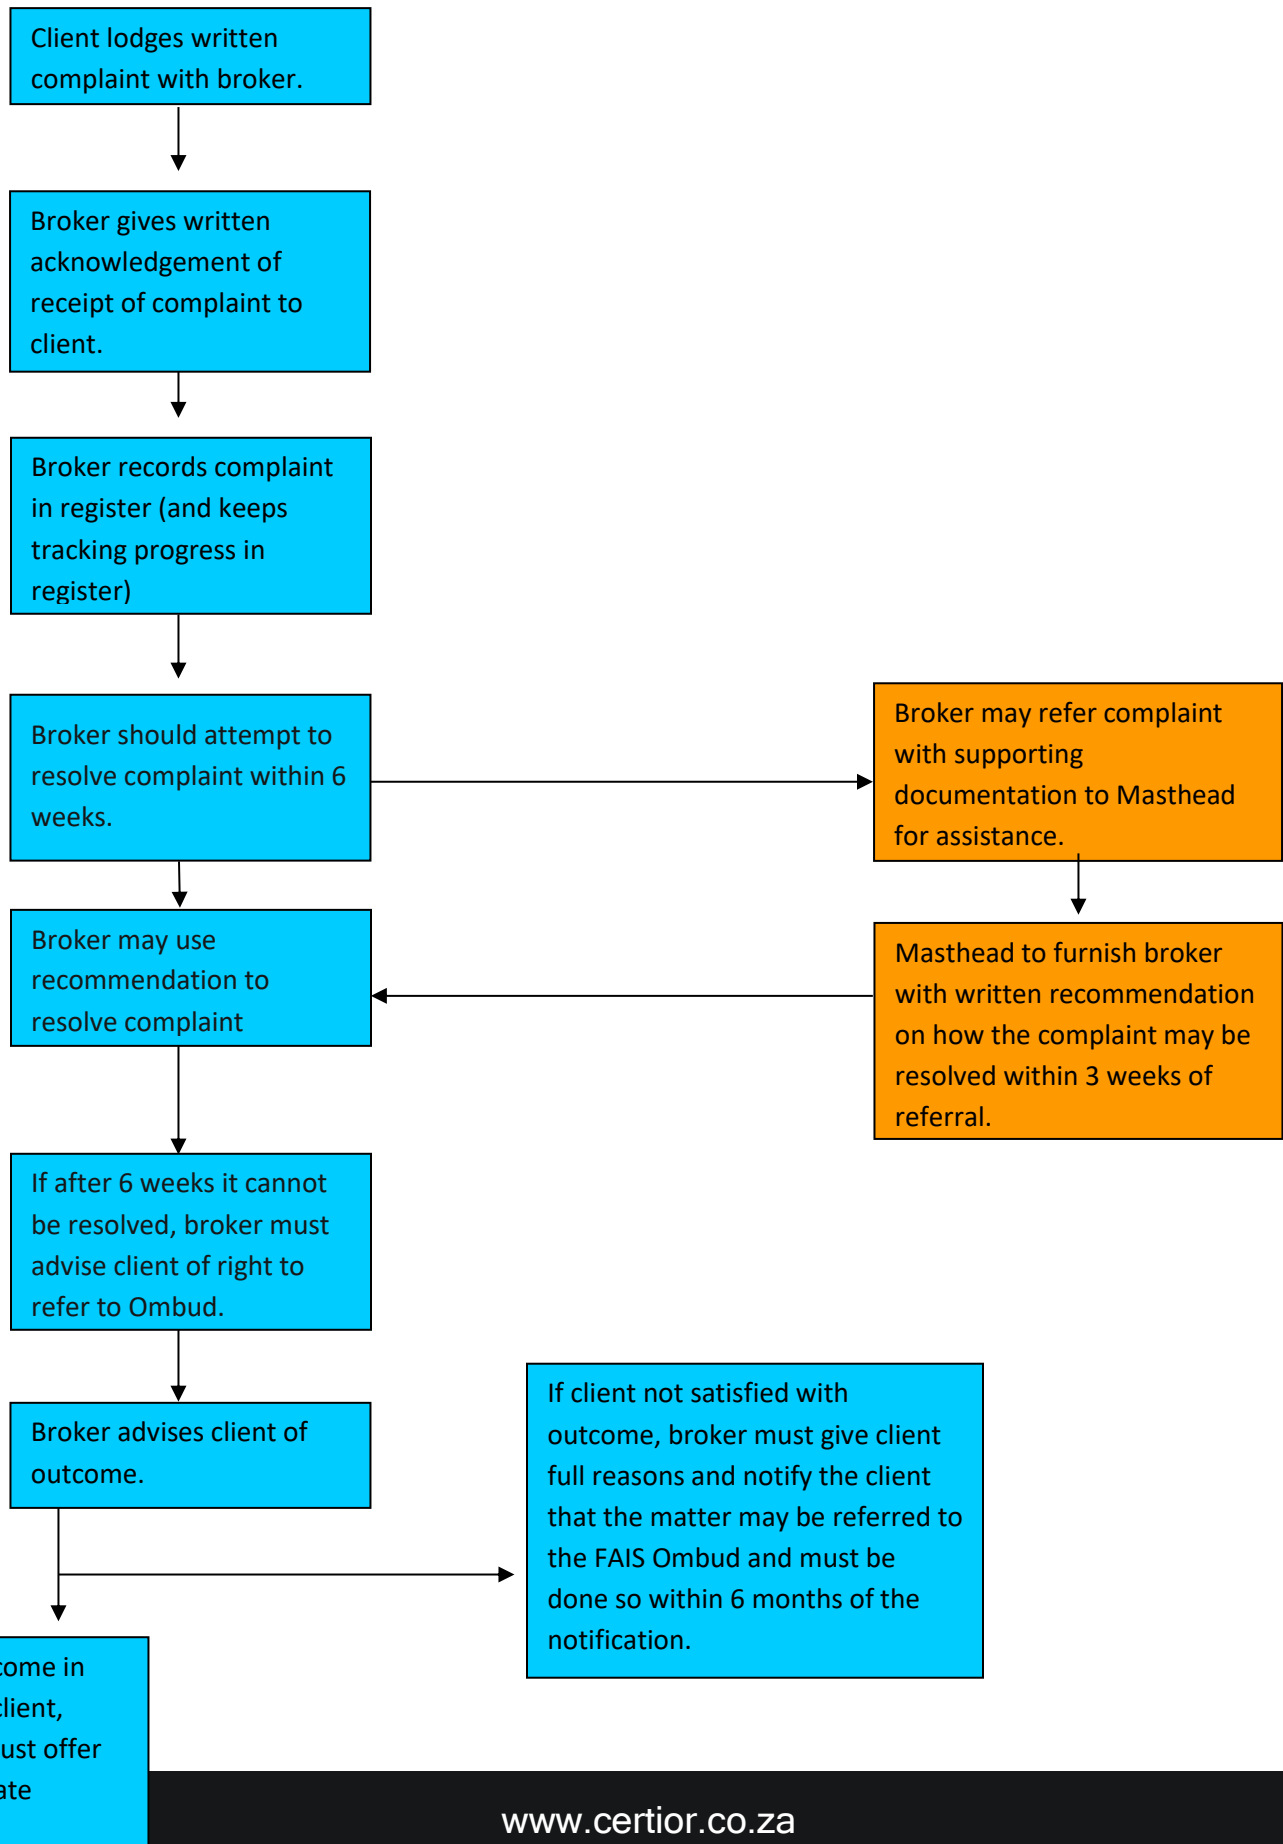 Client lodges written
complaint with broker.
Broker gives written
acknowledgement of
receipt of complaint to
client.
Broker records complaint
in register (and keeps
tracking progress in
register)
Broker should attempt to
resolve complaint within 6
weeks.
Broker may refer complaint
with supporting
documentation to Masthead
for assistance.
Broker may use
recommendation to
resolve complaint
Masthead to furnish broker
with written recommendation
on how the complaint may be
resolved within 3 weeks of
referral.
If after 6 weeks it cannot
be resolved, broker must
advise client of right to
refer to Ombud.
Broker advises client of
outcome.
If client not satisfied with
outcome, broker must give client
full reasons and notify the client
that the matter may be referred to
the FAIS Ombud and must be
done so within 6 months of the
notification.
in
client,
offer
www.certior.co.za